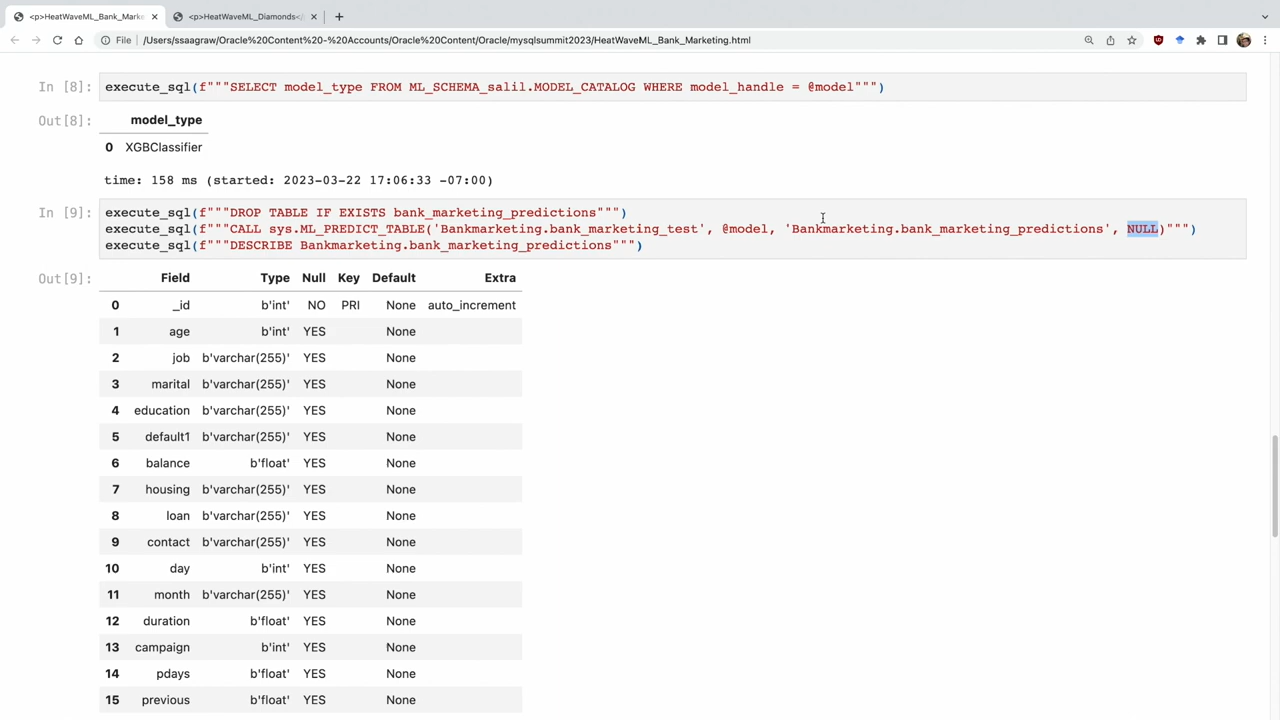 <p>HeatWaveML_Bank_Marke
<p>HeatWaveML_Diamonds</
File
/Users/ssaagraw/Oracle%20Content%20-%20Accounts/Oracle%20Content/Oracle/mysqlsummit2023/HeatWaveML_Bank_Marketing.html
In [8]: execute_sql(f"""SELECT model_type FROM ML_SCHEMA_salil.MODEL_CATALOG WHERE model_handle = @model""")
Out[8]: model_type
0 XGBClassifier
time: 158 ms (started: 2023-03-22 17:06:33 -07:00)
In [9]: execute_sql(f"""DROP TABLE IF EXISTS bank_marketing_predictions""")
execute_sql(f"""CALL sys.ML_PREDICT_TABLE('Bankmarketing.bank_marketing_test', @model, 'Bankmarketing.bank_marketing_predictions', NULL)""")
execute_sql(f"""DESCRIBE Bankmarketing.bank_marketing_predictions""")
Out[9]: Field Type Null Key Default Extra
0 _id b'int' NO PRI None auto_increment
1 age b'int' YES None
2 job b'varchar(255)' YES None
3 marital b'varchar(255)' YES None
4 education b'varchar(255)' YES None
5 default1 b'varchar(255)' YES None
6 balance b'float' YES None
7 housing b'varchar(255)' YES None
8 loan b'varchar(255)' YES None
9 contact b'varchar(255)' YES None
10 day b'int' YES None
11 month b'varchar(255)' YES None
12 duration b'float' YES None
13 campaign b'int' YES None
14 pdays b'float' YES None
15 previous b'float' YES None